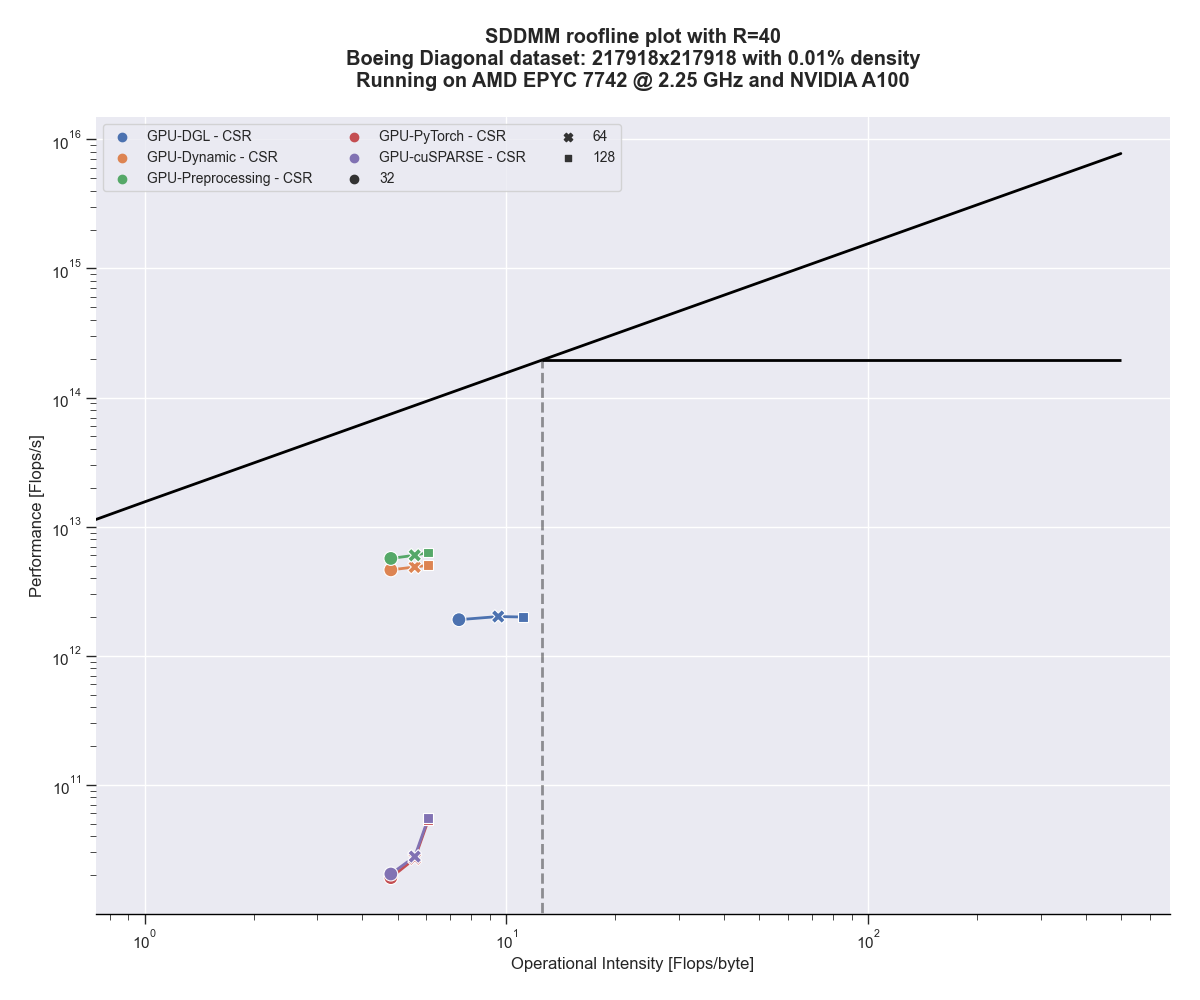 SDDMM roofline plot with R=40
Boeing Diagonal dataset: 217918x217918 with 0.01% density
Running on AMD EPYC 7742 @ 2.25 GHz and NVIDIA A100
GPU-DGL - CSR
GPU-Dynamic - CSR
GPU-Preprocessing - CSR
GPU-PyTorch - CSR
GPU-cuSPARSE - CSR
32
64
128
Performance [Flops/s]
10^16
10^15
10^14
10^13
10^12
10^11
10^0
10^1
10^2
Operational Intensity [Flops/byte]